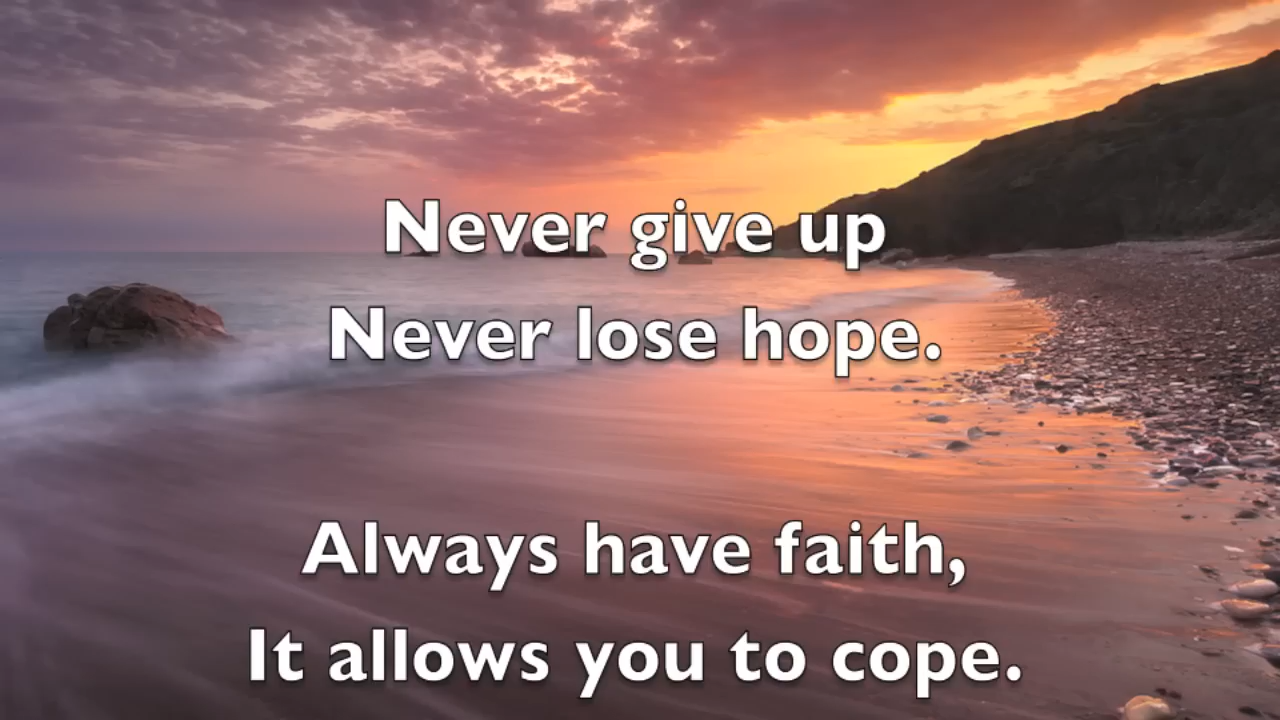 Never give up
Never lose hope.
Always have faith,
It allows you to cope.